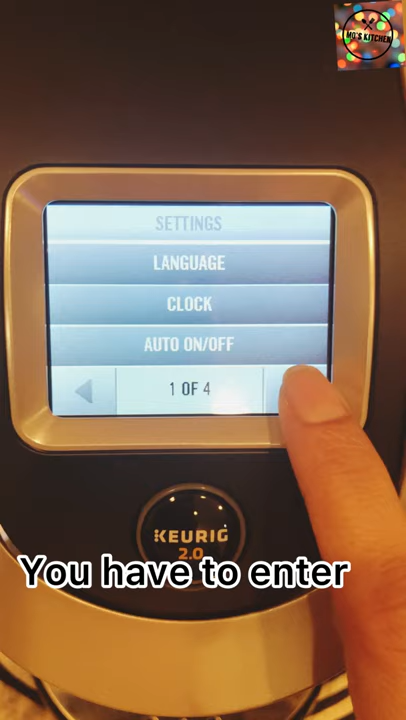 MO'S KITCHEN
SETTINGS
LANGUAGE
CLOCK
AUTO ON/OFF
1 OF 4
KEURIG
2.0
You have to enter